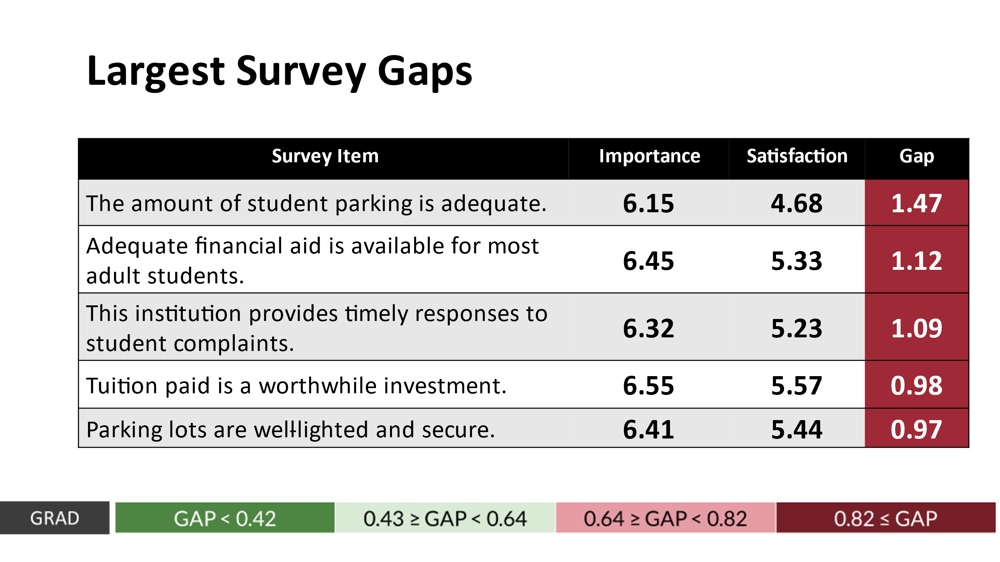 Largest Survey Gaps
Survey Item Importance Satisfaction Gap
The amount of student parking is adequate. 6.15 4.68 1.47
Adequate financial aid is available for most
adult students. 6.45 5.33 1.12
This institution provides timely responses to
student complaints. 6.32 5.23 1.09
Tuition paid is a worthwhile investment. 6.55 5.57 0.98
Parking lots are well-lighted and secure. 6.41 5.44 0.97
GRAD GAP < 0.42 0.43 ≥ GAP < 0.64 0.64 ≥ GAP < 0.82 0.82 ≤ GAP